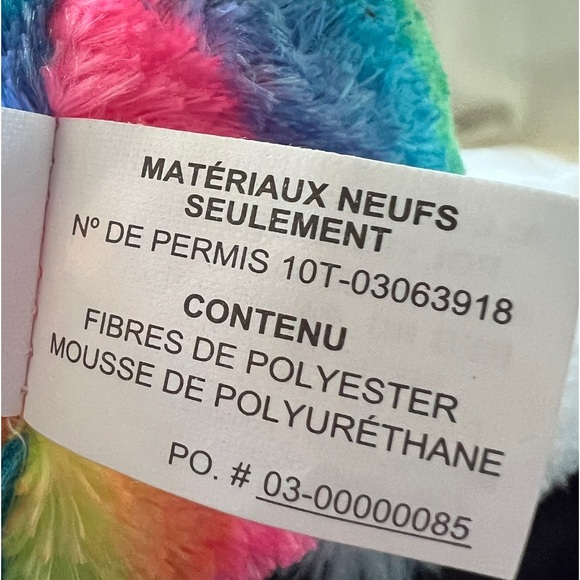 MATÉRIAUX NEUFS
SEULEMENT
Nº DE PERMIS 10T-03063918
CONTENU
FIBRES DE POLYESTER
MOUSSE DE POLYURÉTHANE
PO. # 03-00000085